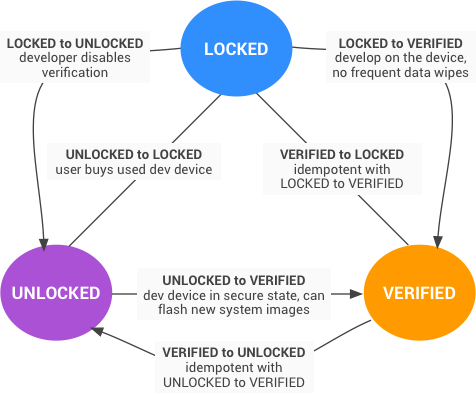 LOCKED
LOCKED to UNLOCKED
developer disables
verification
LOCKED to VERIFIED
develop on the device,
no frequent data wipes
UNLOCKED to LOCKED
user buys used dev device
VERIFIED to LOCKED
idempotent with
LOCKED to VERIFIED
UNLOCKED
UNLOCKED to VERIFIED
dev device in secure state, can
flash new system images
VERIFIED
VERIFIED to UNLOCKED
idempotent with
UNLOCKED to VERIFIED